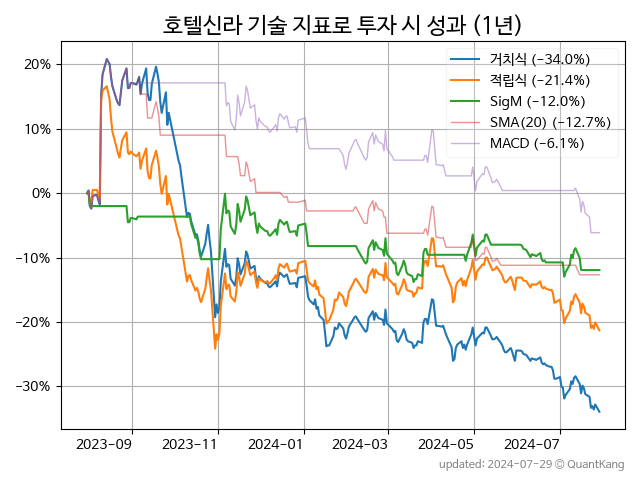 호텔신라 기술 지표로 투자 시 성과 (1년)
거치식 (−34.0%)
적립식 (−21.4%)
SigM (−12.0%)
SMA(20) (−12.7%)
MACD (−6.1%)
20%
10%
0%
−10%
−20%
−30%
2023-09 2023-11 2024-01 2024-03 2024-05 2024-07
updated: 2024-07-29 © QuantKang